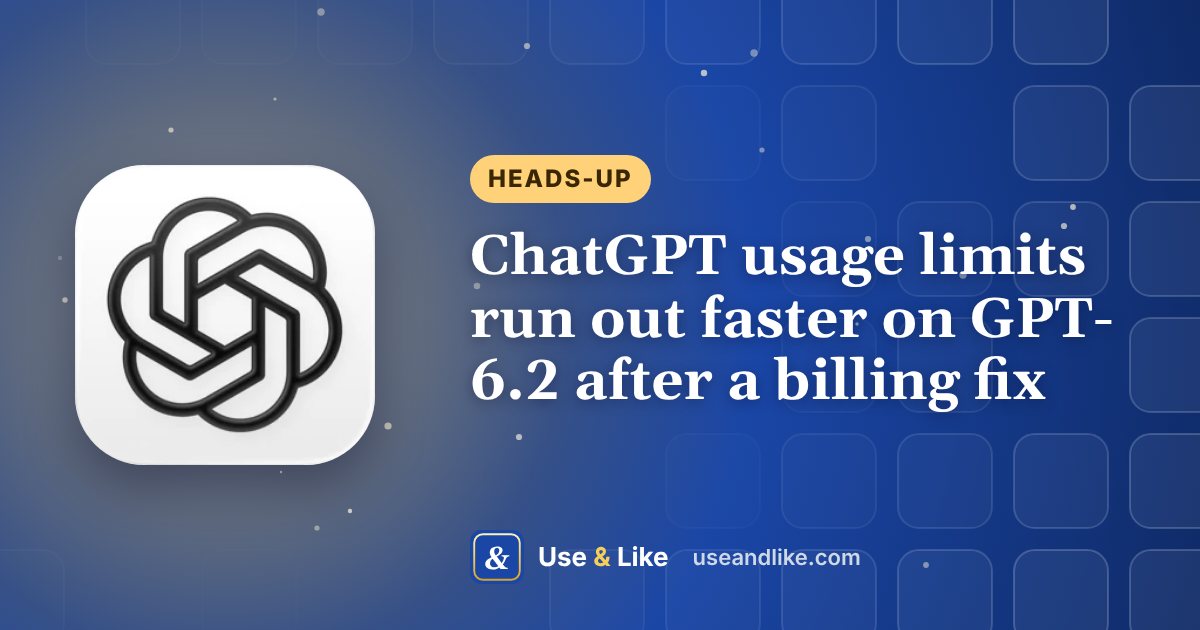 HEADS-UP
ChatGPT usage limits
run out faster on GPT-
6.2 after a billing fix
& Use & Like useandlike.com